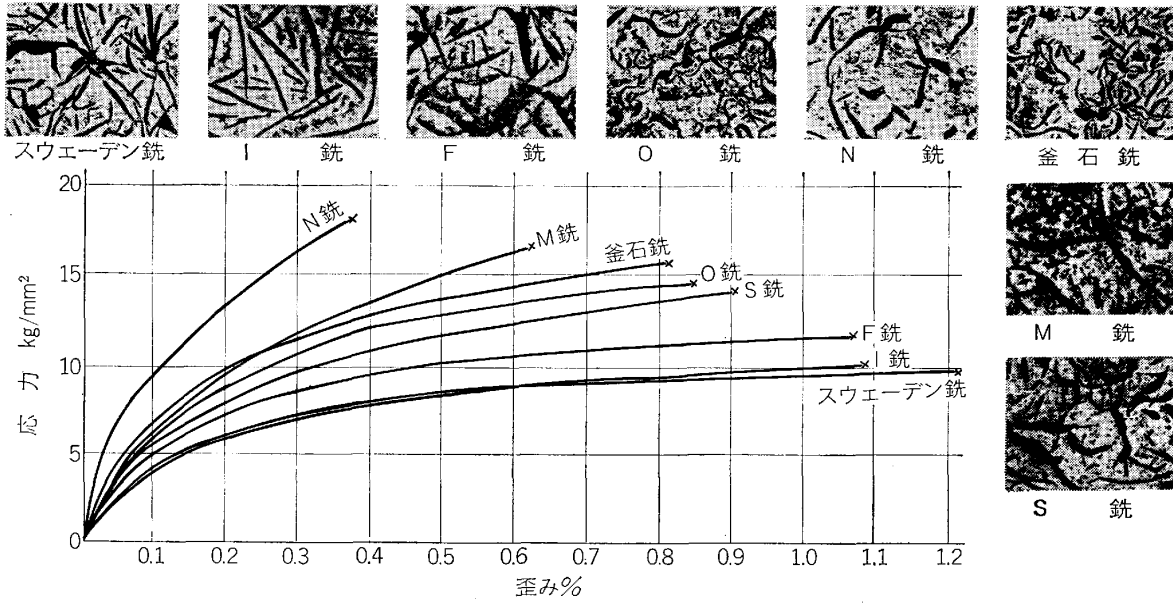 スウェーデン銑
I 銑
F 銑
O 銑
N 銑
釜石銑
M 銑
S 銑
応力 kg/mm²
20
15
10
5
0
N銑
M銑
釜石銑
O銑
S銑
F銑
I銑
スウェーデン銑
0.1 0.2 0.3 0.4 0.5 0.6 0.7 0.8 0.9 1.0 1.1 1.2
歪み%